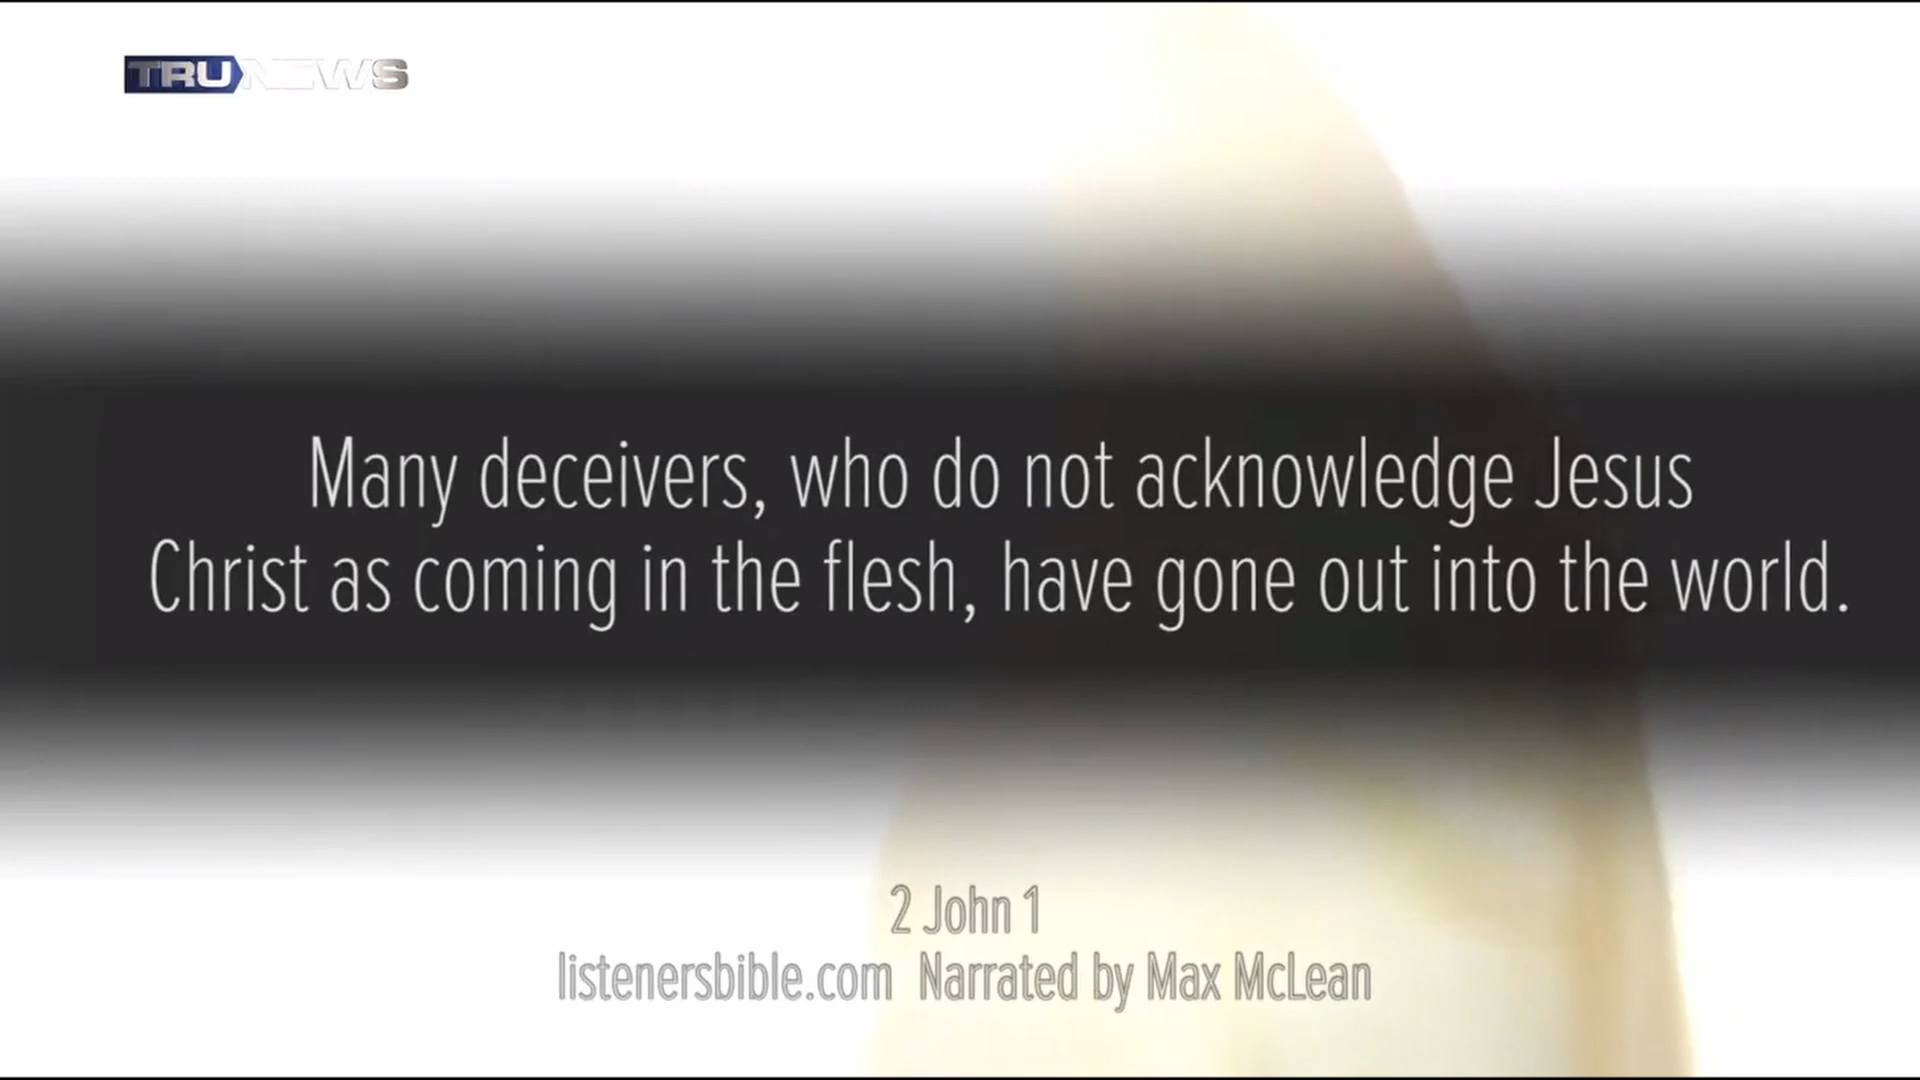 TRUNEWS
Many deceivers, who do not acknowledge Jesus
Christ as coming in the flesh, have gone out into the world.
2 John 1
listenersbible.com Narrated by Max McLean